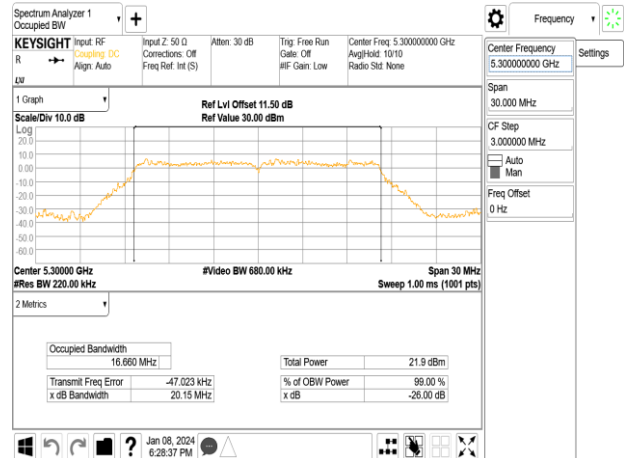 Spectrum Analyzer 1
Occupied BW
Frequency
KEYSIGHT
R
Input: RF
Coupling: DC
Align: Auto
Input Z: 50 Ω
Corrections: Off
Freq Ref: Int (S)
Atten: 30 dB
Trig: Free Run
Gate: Off
#IF Gain: Low
Center Freq: 5.300000000 GHz
Avg|Hold: 10/10
Radio Std: None
Center Frequency
5.300000000 GHz
Settings
Span
30.000 MHz
CF Step
3.000000 MHz
Auto
Man
Freq Offset
0 Hz
1 Graph
Scale/Div 10.0 dB
Ref Lvl Offset 11.50 dB
Ref Value 30.00 dBm
Log
20.0
10.0
0.00
-10.0
-20.0
-30.0
-40.0
-50.0
-60.0
Center 5.30000 GHz
#Res BW 220.00 kHz
#Video BW 680.00 kHz
Span 30 MHz
Sweep 1.00 ms (1001 pts)
2 Metrics
Occupied Bandwidth
16.660 MHz
Total Power 21.9 dBm
Transmit Freq Error -47.023 kHz
% of OBW Power 99.00 %
x dB Bandwidth 20.15 MHz
x dB -26.00 dB
?
Jan 08, 2024
6:28:37 PM